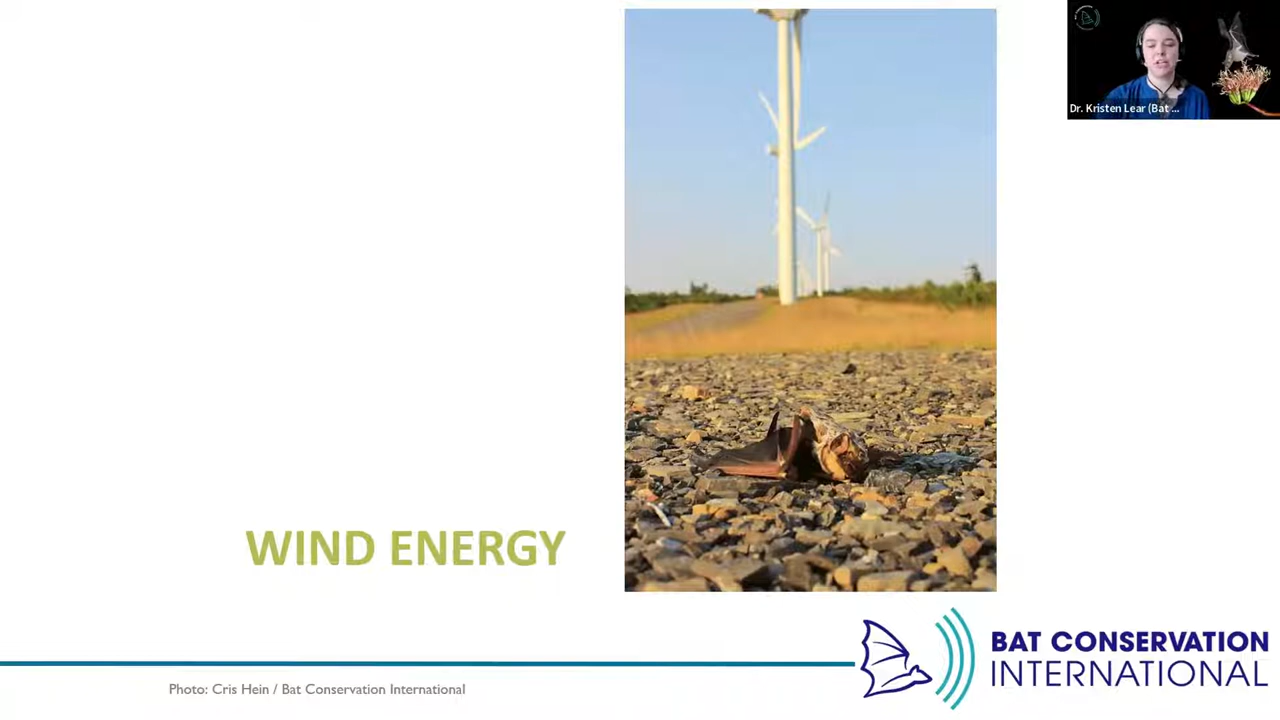 Dr. Kristen Lear (Bat ...
WIND ENERGY
BAT CONSERVATION
INTERNATIONAL
Photo: Cris Hein / Bat Conservation International